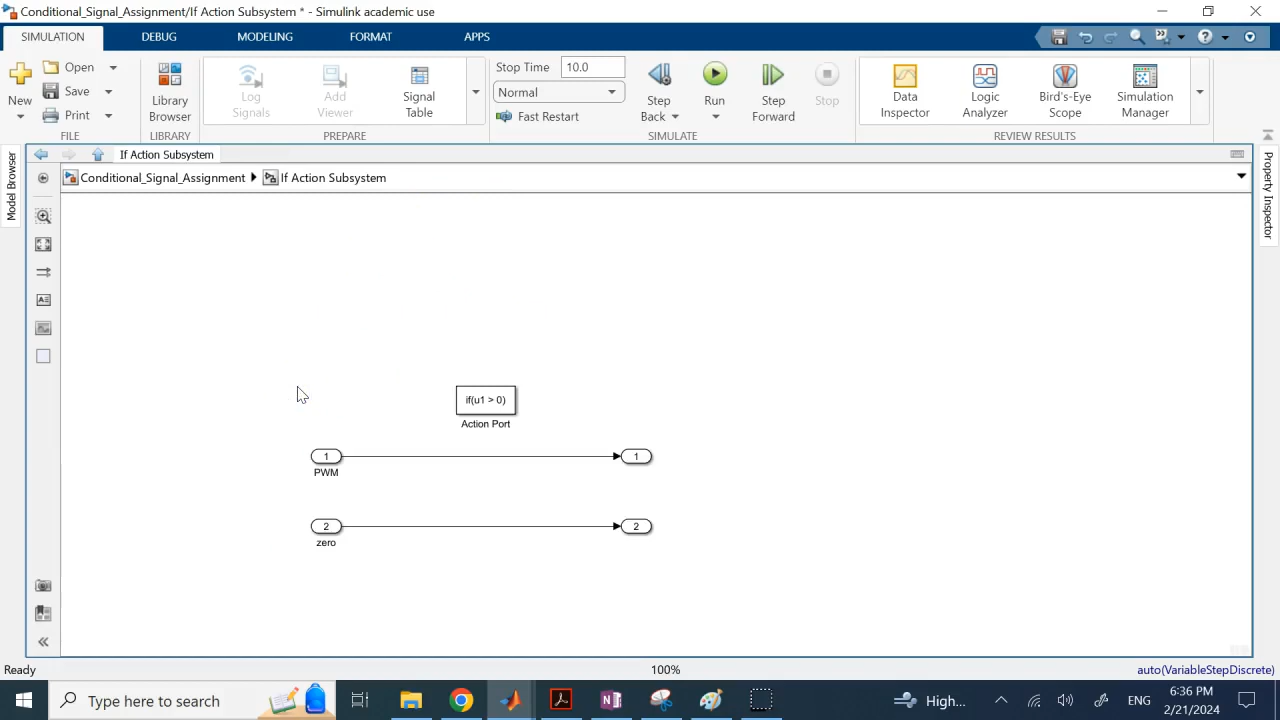 Conditional_Signal_Assignment/If Action Subsystem * - Simulink academic use
SIMULATION DEBUG MODELING FORMAT APPS
New
Open
Save
Print
FILE
Library
Browser
LIBRARY
Log
Signals
Add
Viewer
Signal
Table
PREPARE
Stop Time 10.0
Normal
Fast Restart
Step
Back
Run
Step
Forward
Stop
SIMULATE
Data
Inspector
Logic
Analyzer
Bird's-Eye
Scope
Simulation
Manager
REVIEW RESULTS
Model Browser
If Action Subsystem
Conditional_Signal_Assignment If Action Subsystem
Property Inspector
if(u1 > 0)
Action Port
1 1
PWM
2 2
zero
Ready 100% auto(VariableStepDiscrete)
Type here to search
High...
ENG
6:36 PM
2/21/2024